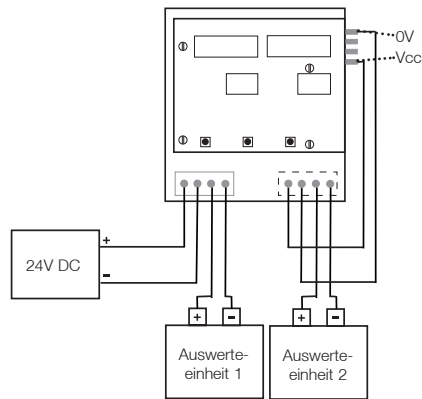 0V
Vcc
+
24V DC
-
+ -
+ -
Auswerte-
einheit 1
Auswerte-
einheit 2